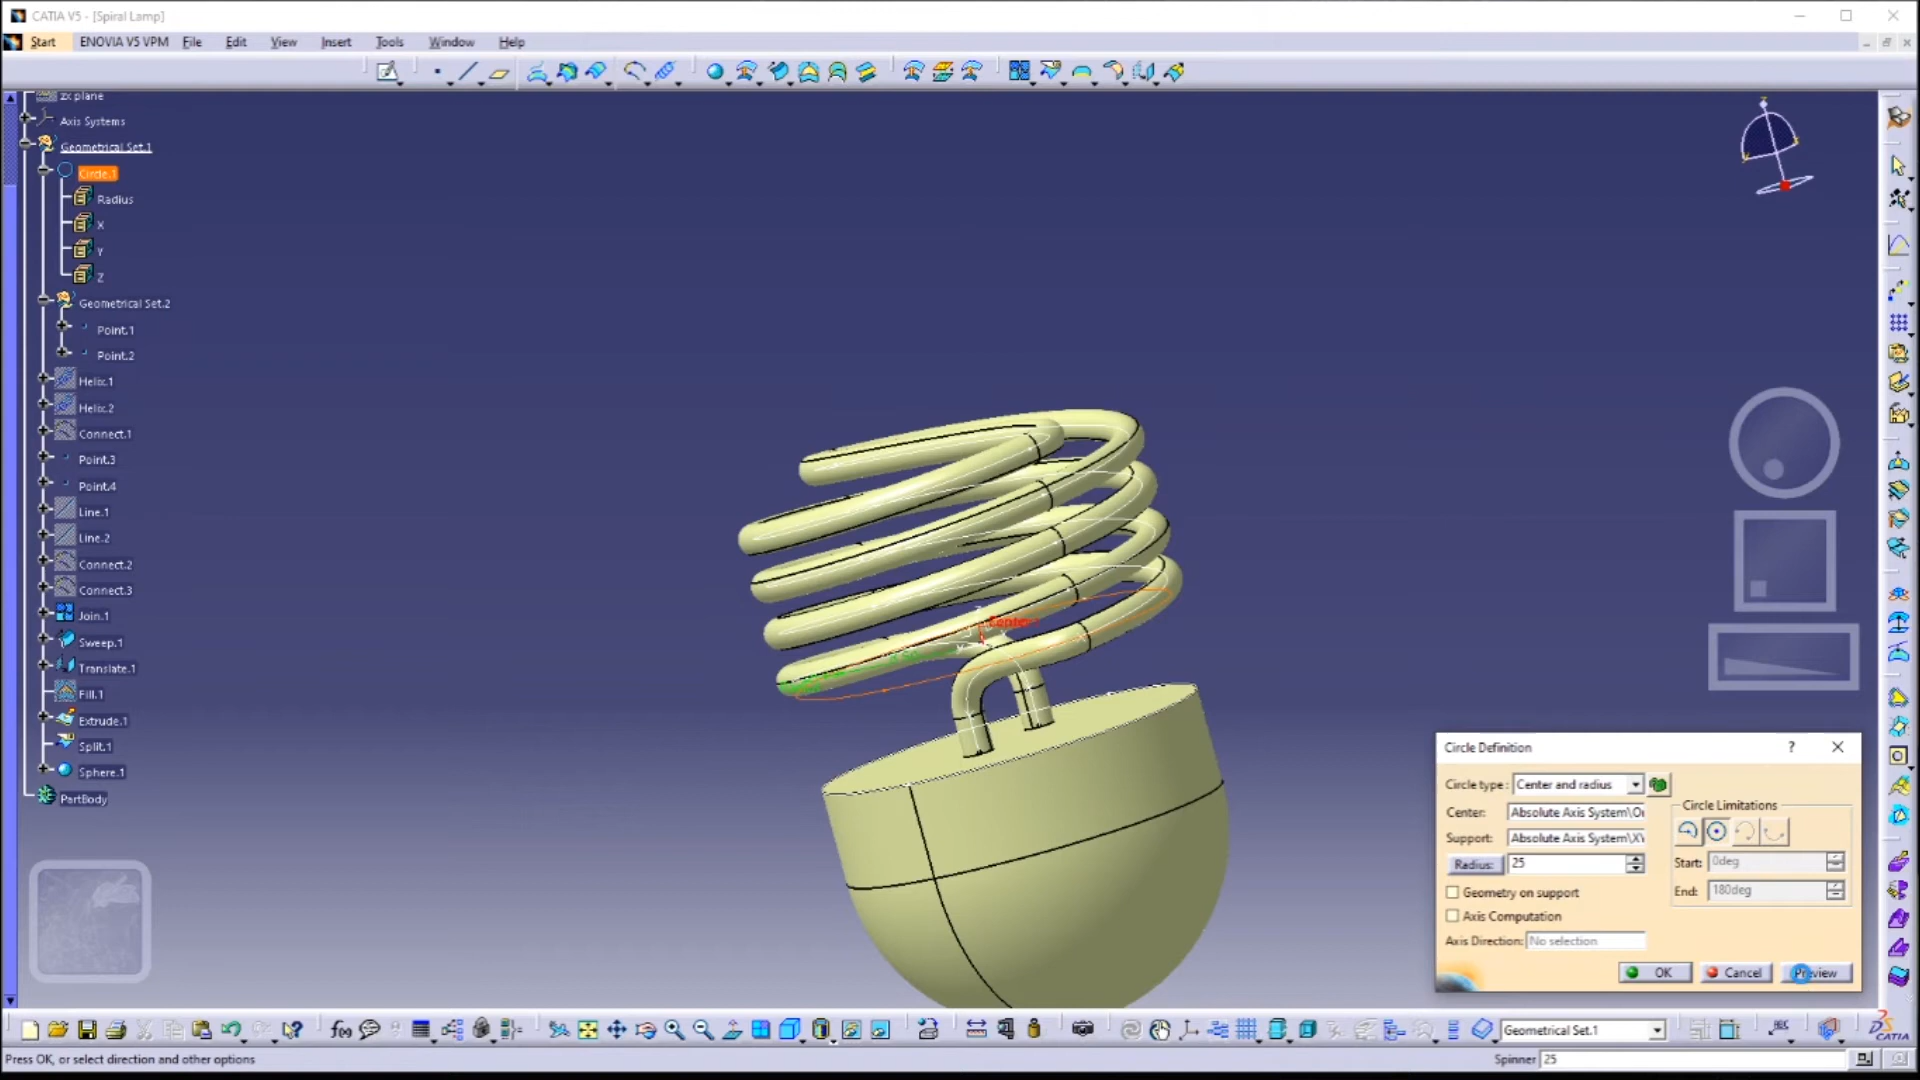 CATIA V5 - [Spiral Lamp]
Start ENOVIA V5 VPM File Edit View Insert Tools Window Help
zx plane
Axis Systems
Geometrical Set.1
Circle.1
Radius
X
Y
Z
Geometrical Set.2
Point.1
Point.2
Helix.1
Helix.2
Connect.1
Point.3
Point.4
Line.1
Line.2
Connect.2
Connect.3
Join.1
Sweep.1
Translate.1
Fill.1
Extrude.1
Split.1
Sphere.1
PartBody
Center
Circle Definition ?
Circle type : Center and radius
Center: Absolute Axis System\O
Support: Absolute Axis System\X
Radius: 25
Geometry on support
Axis Computation
Axis Direction: No selection
Circle Limitations
Start: 0deg
End: 180deg
OK Cancel Preview
f(x)
Geometrical Set.1
CATIA
Press OK, or select direction and other options
Spinner 25